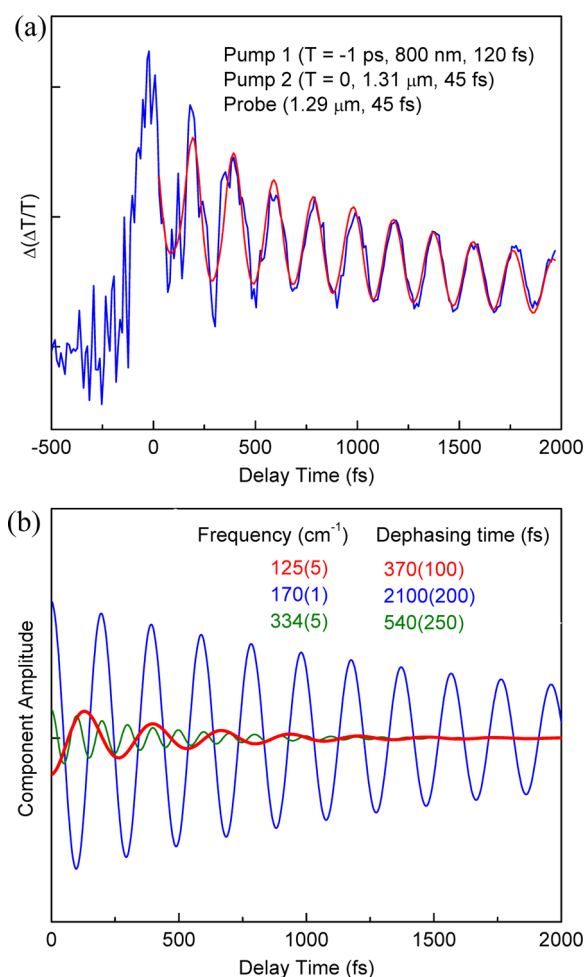 (a)
Pump 1 (T = -1 ps, 800 nm, 120 fs)
Pump 2 (T = 0, 1.31 μm, 45 fs)
Probe (1.29 μm, 45 fs)
Δ(ΔT/T)
-500 0 500 1000 1500 2000
Delay Time (fs)
(b)
Frequency (cm⁻¹) Dephasing time (fs)
125(5) 370(100)
170(1) 2100(200)
334(5) 540(250)
Component Amplitude
0 500 1000 1500 2000
Delay Time (fs)